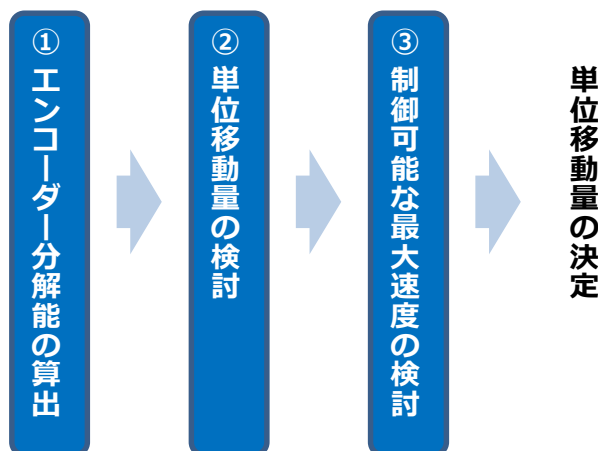 ①エンコーダー分解能の算出
②単位移動量の検討
③制御可能な最大速度の検討
単位移動量の決定